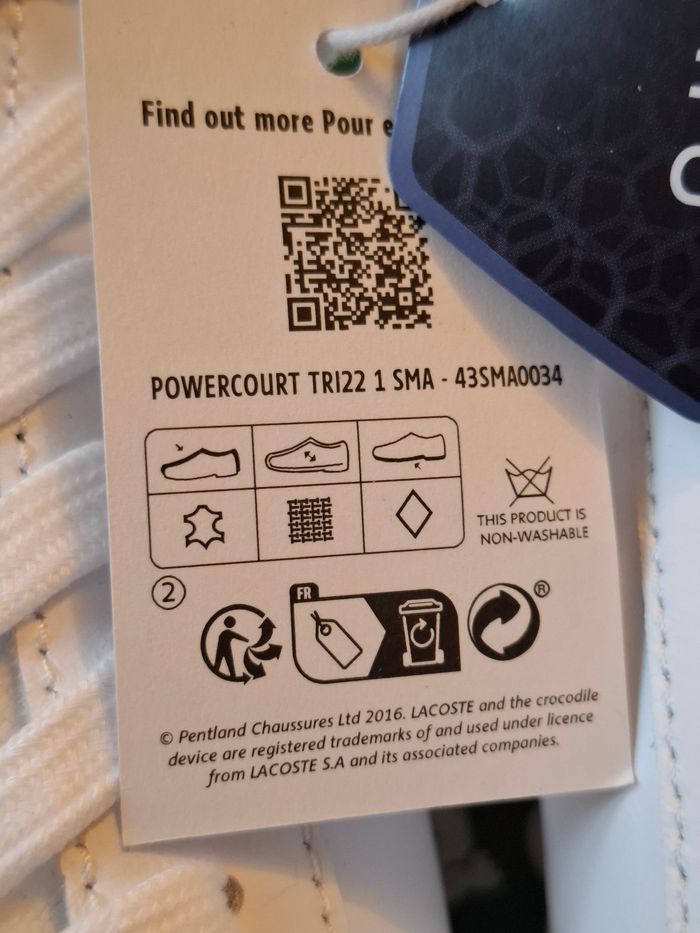 Find out more Pour e
POWERCOURT TRI22 1 SMA - 43SMA0034
THIS PRODUCT IS
NON-WASHABLE
2
FR
®
© Pentland Chaussures Ltd 2016. LACOSTE and the crocodile
device are registered trademarks of and used under licence
from LACOSTE S.A and its associated companies.